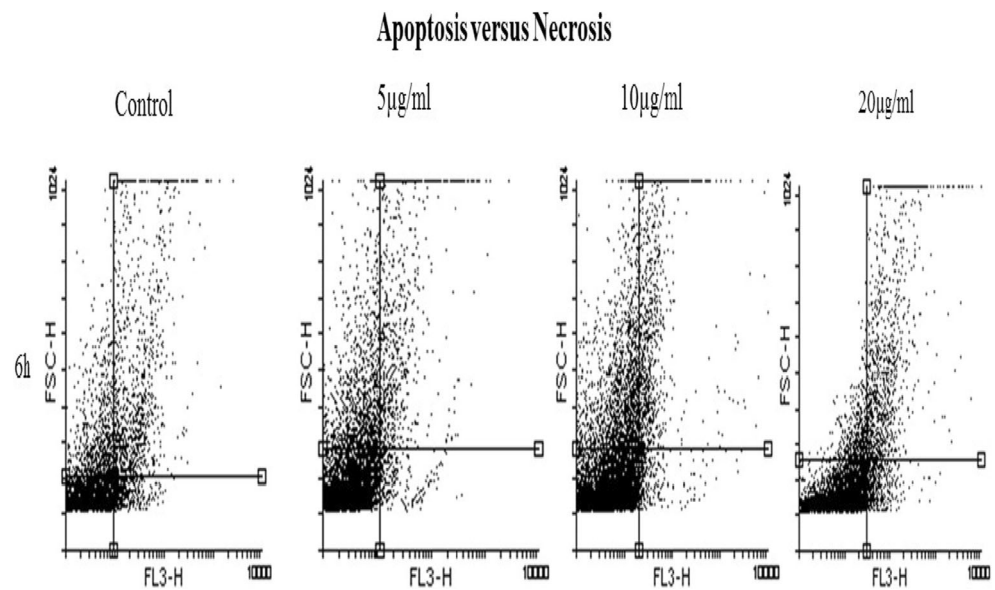 Apoptosis versus Necrosis
Control 5µg/ml 10µg/ml 20µg/ml
1024 1024 1024 1024
6h
FSC-H FSC-H FSC-H FSC-H
10000 10000 10000 10000
FL3-H FL3-H FL3-H FL3-H